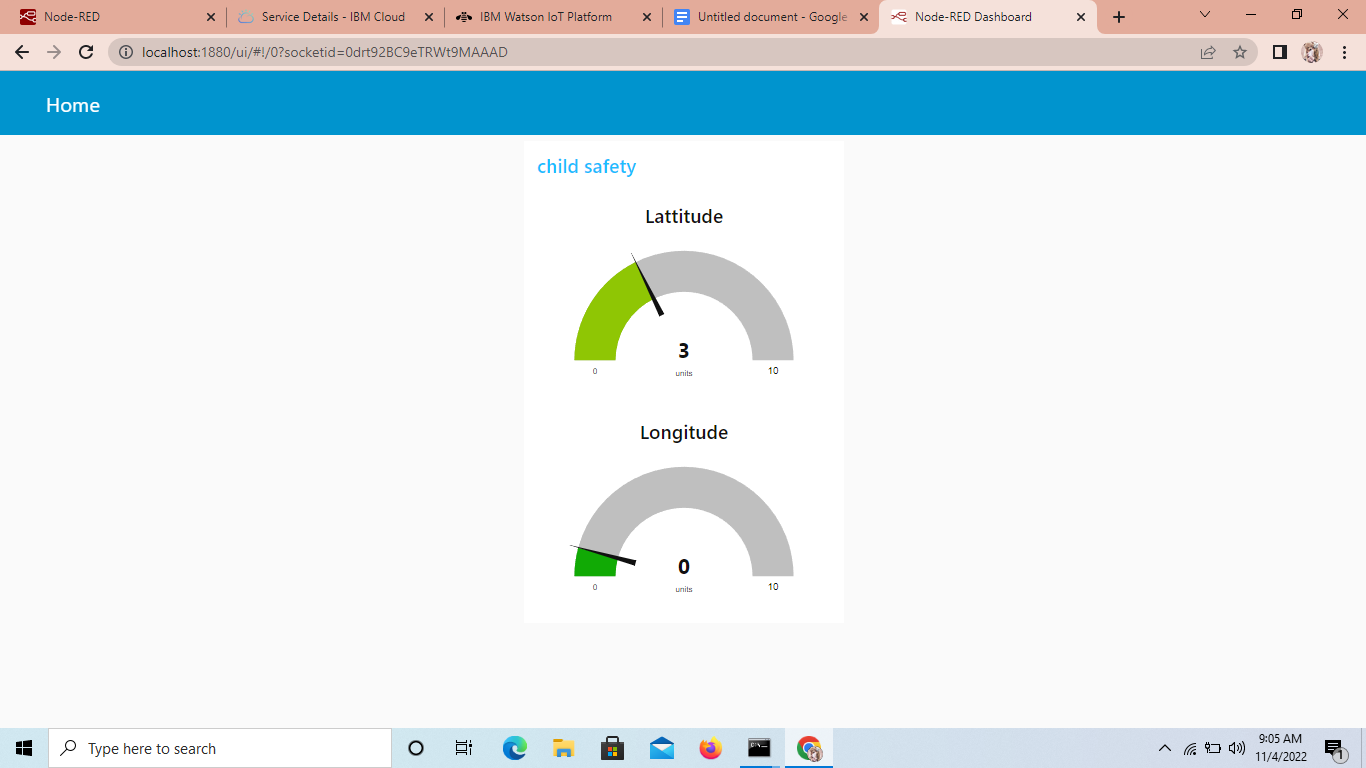 Node-RED
Service Details - IBM Cloud
IBM Watson IoT Platform
Untitled document - Google
Node-RED Dashboard
localhost:1880/ui/#!/0?socketid=0drt92BC9eTRWt9MAAAD
Home
child safety
Lattitude
3
units
0
10
Longitude
0
units
0
10
Type here to search
9:05 AM
11/4/2022
1